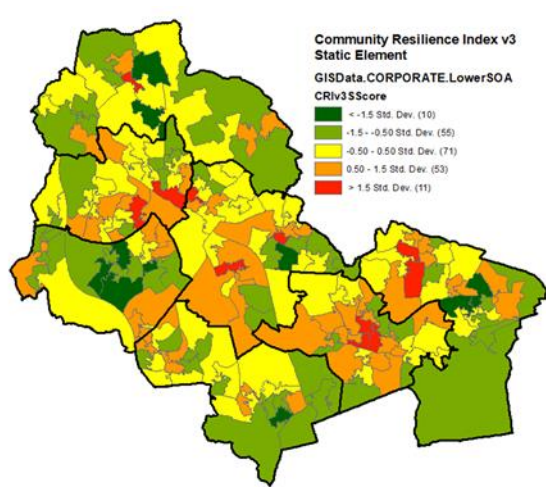 Community Resilience Index v3
Static Element
GISData.CORPORATE.LowerSOA
CRIv3SScore
< -1.5 Std. Dev. (10)
-1.5 - -0.50 Std. Dev. (55)
-0.50 - 0.50 Std. Dev. (71)
0.50 - 1.5 Std. Dev. (53)
> 1.5 Std. Dev. (11)